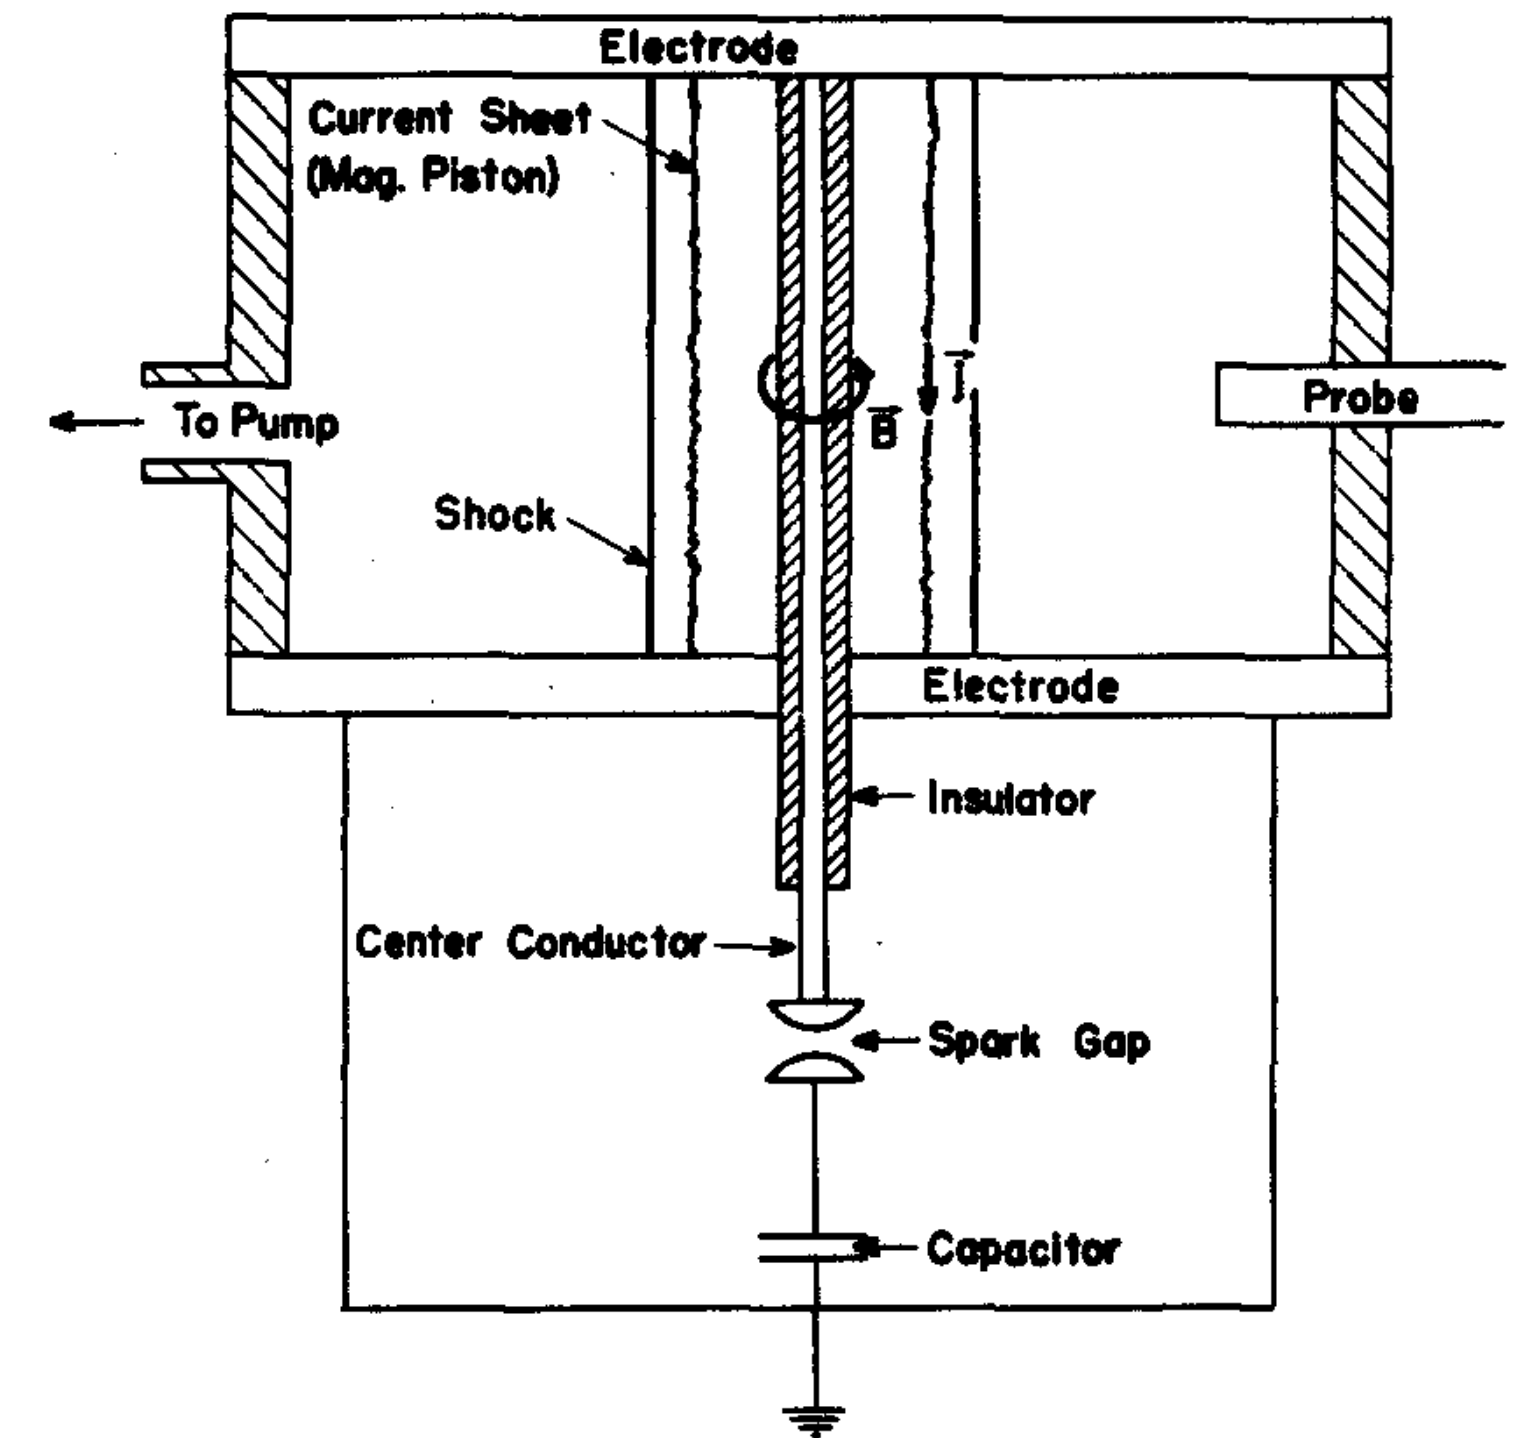 Electrode
Current Sheet
(Mag. Piston)
J
B
To Pump
Probe
Shock
Electrode
Insulator
Center Conductor
Spark Gap
Capacitor